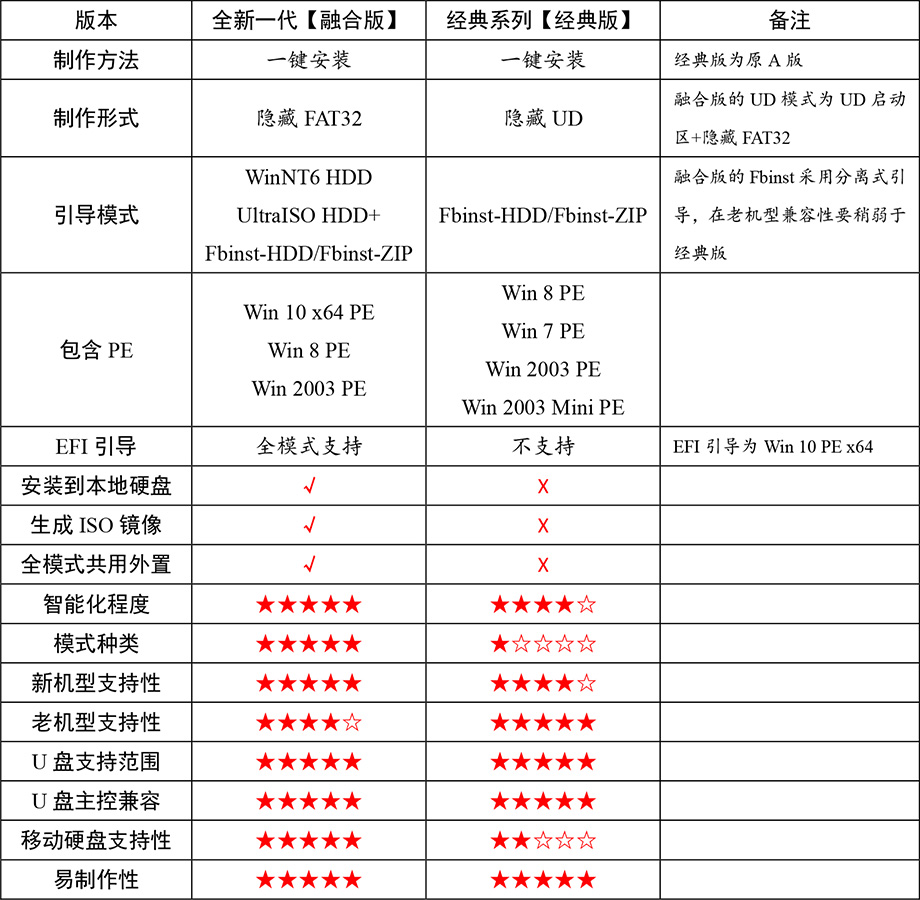 版本 全新一代【融合版】 经典系列【经典版】 备注
制作方法 一键安装 一键安装 经典版为原 A 版
制作形式 隐藏 FAT32 隐藏 UD 融合版的 UD 模式为 UD 启动
区+隐藏 FAT32
引导模式 WinNT6 HDD
UltraISO HDD+
Fbinst-HDD/Fbinst-ZIP
Fbinst-HDD/Fbinst-ZIP
融合版的 Fbinst 采用分离式引
导，在老机型兼容性要稍弱于
经典版
包含 PE
Win 10 x64 PE
Win 8 PE
Win 2003 PE
Win 8 PE
Win 7 PE
Win 2003 PE
Win 2003 Mini PE
EFI 引导 全模式支持 不支持 EFI 引导为 Win 10 PE x64
安装到本地硬盘 √ X
生成 ISO 镜像 √ X
全模式共用外置 √ X
智能化程度 ★★★★★ ★★★★☆
模式种类 ★★★★★ ★☆☆☆☆
新机型支持性 ★★★★★ ★★★★☆
老机型支持性 ★★★★☆ ★★★★★
U 盘支持范围 ★★★★★ ★★★★★
U 盘主控兼容 ★★★★★ ★★★★★
移动硬盘支持性 ★★★★★ ★★☆☆☆
易制作性 ★★★★★ ★★★★★